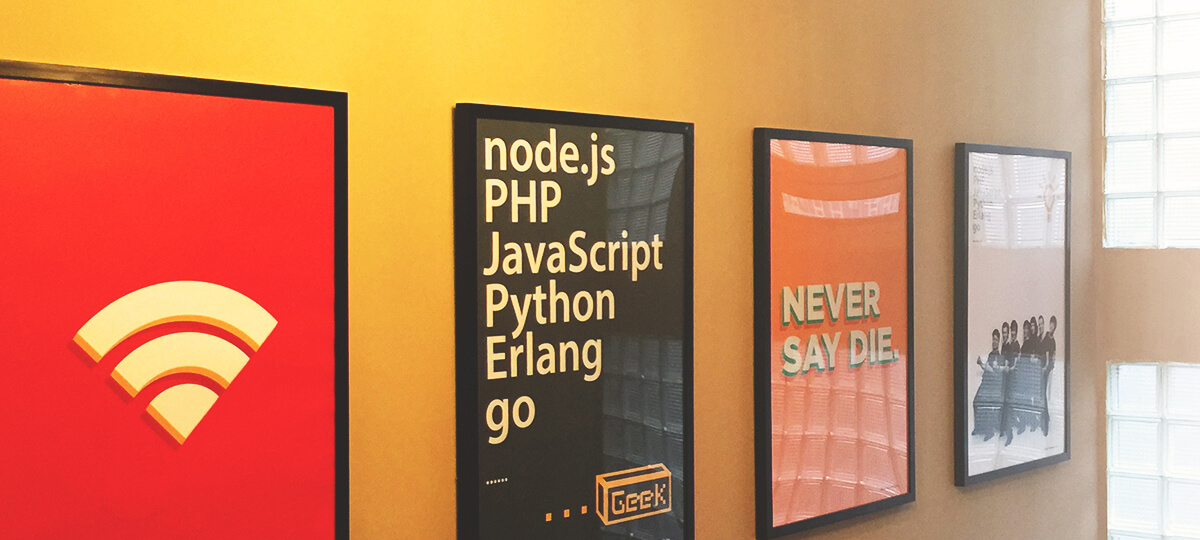 node.js
PHP
JavaScript
Python
Erlang
go
......
Geek
NEVER
SAY DIE.